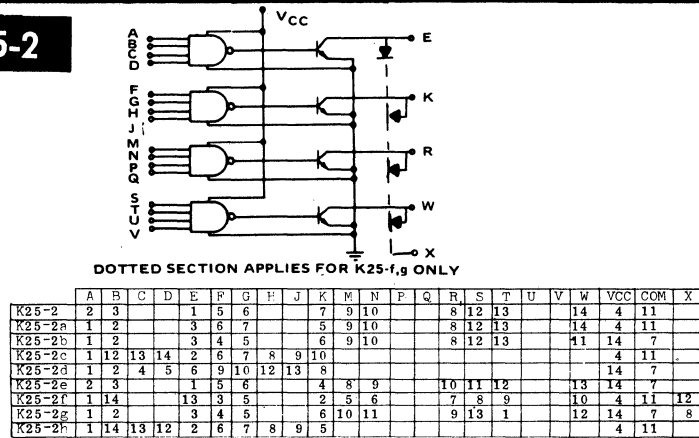 5-2
VCC
A
B
C
D
E
F
G
H
J
K
M
N
P
Q
R
S
T
U
V
W
X
DOTTED SECTION APPLIES FOR K25-f,g ONLY
A B C D E F G H J K M N P Q R S T U V W VCC COM X
K25-2 2 3 1 5 6 7 9 10 8 12 13 14 4 11
K25-2a 1 2 3 6 7 5 9 10 8 12 13 14 4 11
K25-2b 1 2 3 4 5 6 9 10 8 12 13 11 14 7
K25-2c 1 12 13 14 2 6 7 8 9 10 4 11
K25-2d 1 2 4 5 6 9 10 12 13 8 14 7
K25-2e 2 3 1 5 6 4 8 9 10 11 12 13 14 7
K25-2f 1 14 13 3 5 2 5 6 7 8 9 10 4 11 12
K25-2g 1 2 3 4 5 6 10 11 9 13 1 12 14 7 8
K25-2h 1 14 13 12 2 6 7 8 9 5 4 11